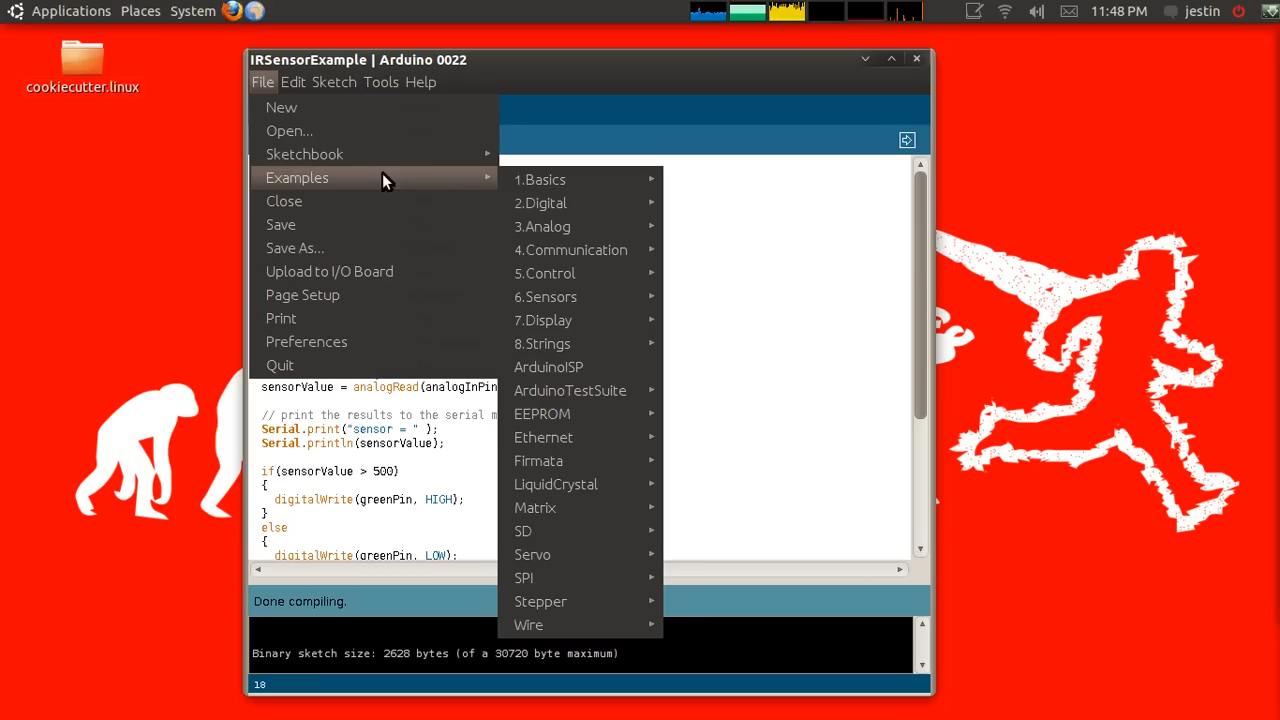 Applications Places System
11:48 PM jestin
cookiecutter.linux
IRSensorExample | Arduino 0022
File Edit Sketch Tools Help
New
Open...
Sketchbook
Examples
Close
Save
Save As...
Upload to I/O Board
Page Setup
Print
Preferences
Quit
1.Basics
2.Digital
3.Analog
4.Communication
5.Control
6.Sensors
7.Display
8.Strings
ArduinoISP
ArduinoTestSuite
EEPROM
Ethernet
Firmata
LiquidCrystal
Matrix
SD
Servo
SPI
Stepper
Wire
sensorValue = analogRead(analogInPin
// print the results to the serial m
Serial.print("sensor = " );
Serial.println(sensorValue);
if(sensorValue > 500)
{
digitalWrite(greenPin, HIGH);
}
else
{
digitalWrite(greenPin, LOW);
Done compiling.
Binary sketch size: 2628 bytes (of a 30720 byte maximum)
18